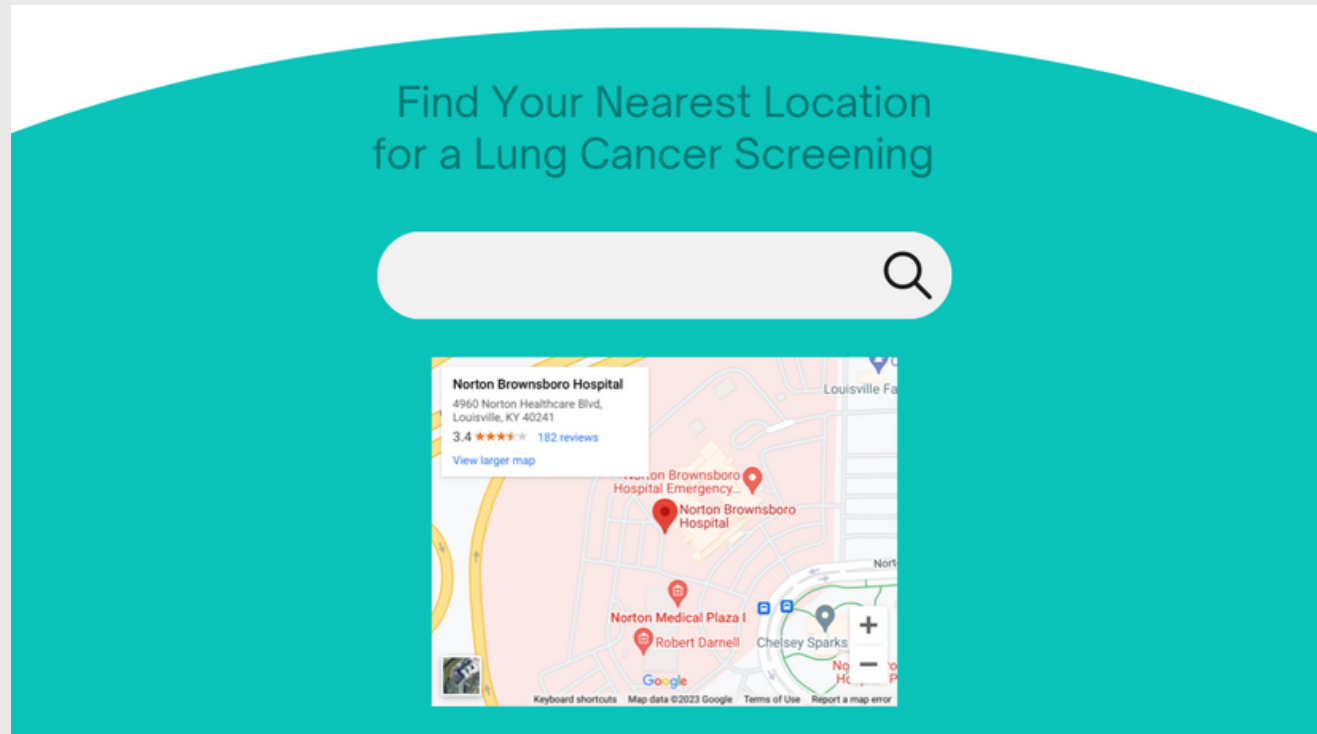 Find Your Nearest Location
for a Lung Cancer Screening
Norton Brownsboro Hospital
4960 Norton Healthcare Blvd,
Louisville, KY 40241
3.4 182 reviews
View larger map
Louisville Fa
Norton Brownsboro
Hospital Emergency...
Norton Brownsboro
Hospital
Nort
Norton Medical Plaza I
Robert Darnell
Chelsey Sparks
Google
Keyboard shortcuts Map data ©2023 Google Terms of Use Report a map error